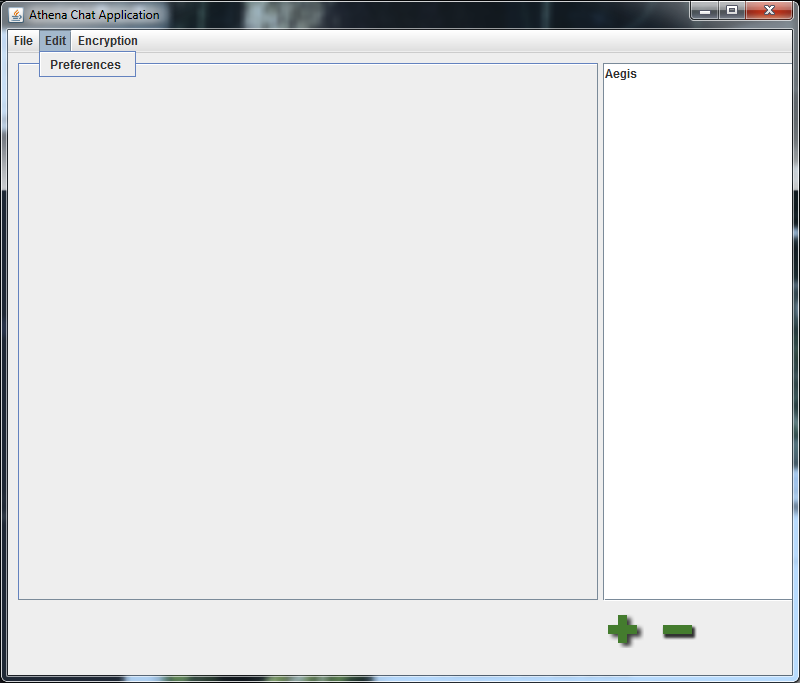 Athena Chat Application
File Edit Encryption
Preferences
Aegis